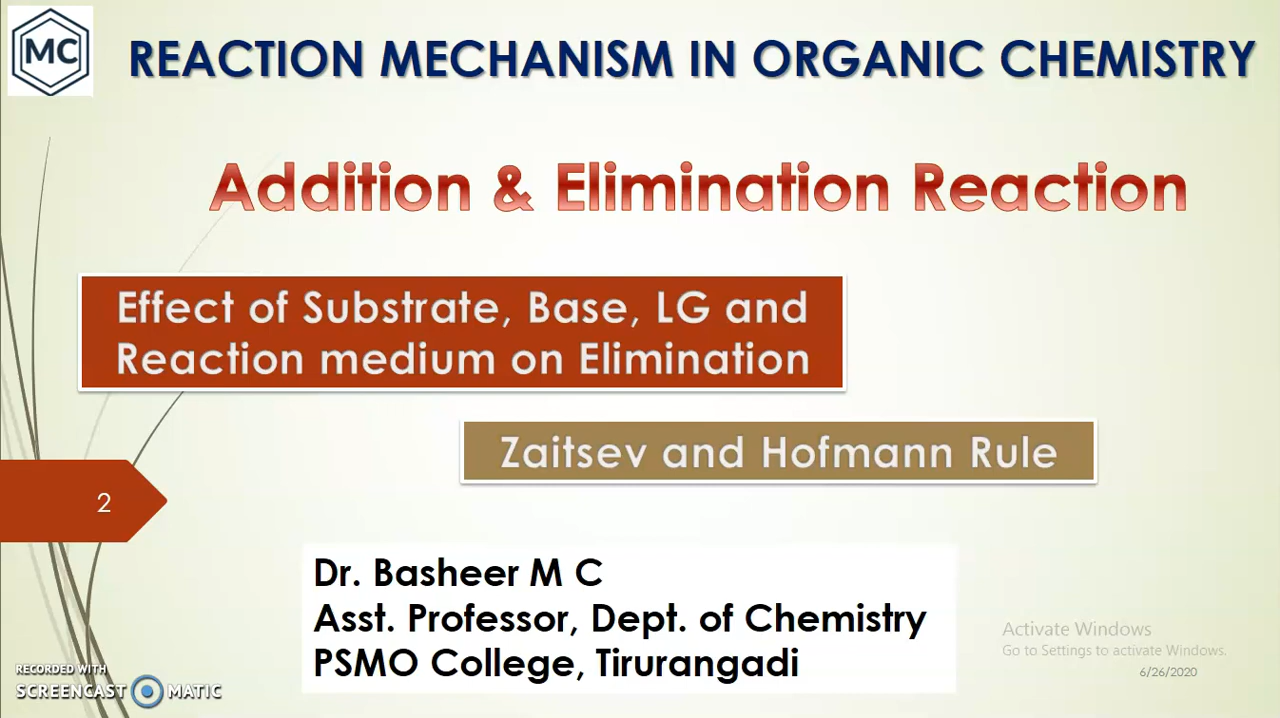 MC
REACTION MECHANISM IN ORGANIC CHEMISTRY
Addition & Elimination Reaction
Effect of Substrate, Base, LG and
Reaction medium on Elimination
Zaitsev and Hofmann Rule
2
Dr. Basheer M C
Asst. Professor, Dept. of Chemistry
PSMO College, Tirurangadi
Activate Windows
Go to Settings to activate Windows.
6/26/2020
RECORDED WITH
SCREENCAST MATIC